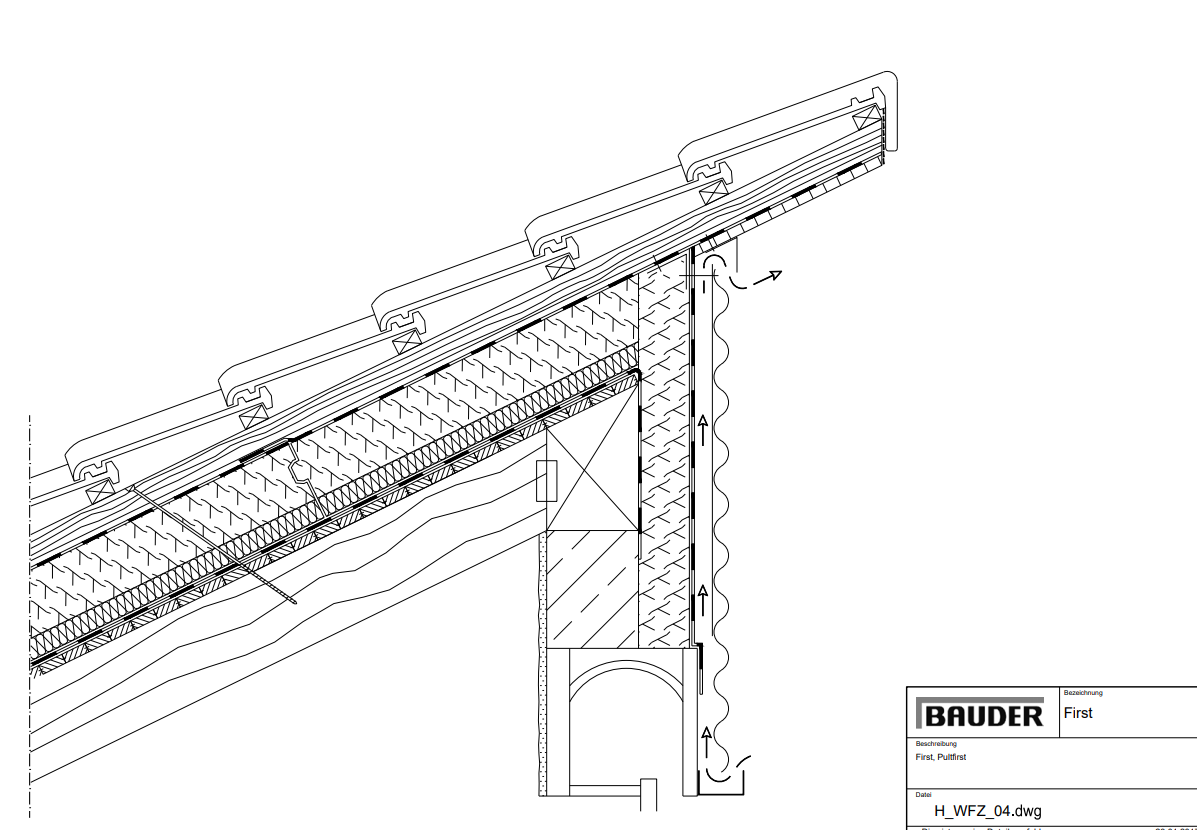 BAUDER
Bezeichnung
First
Beschreibung
First, Pultfirst
Datei
H_WFZ_04.dwg